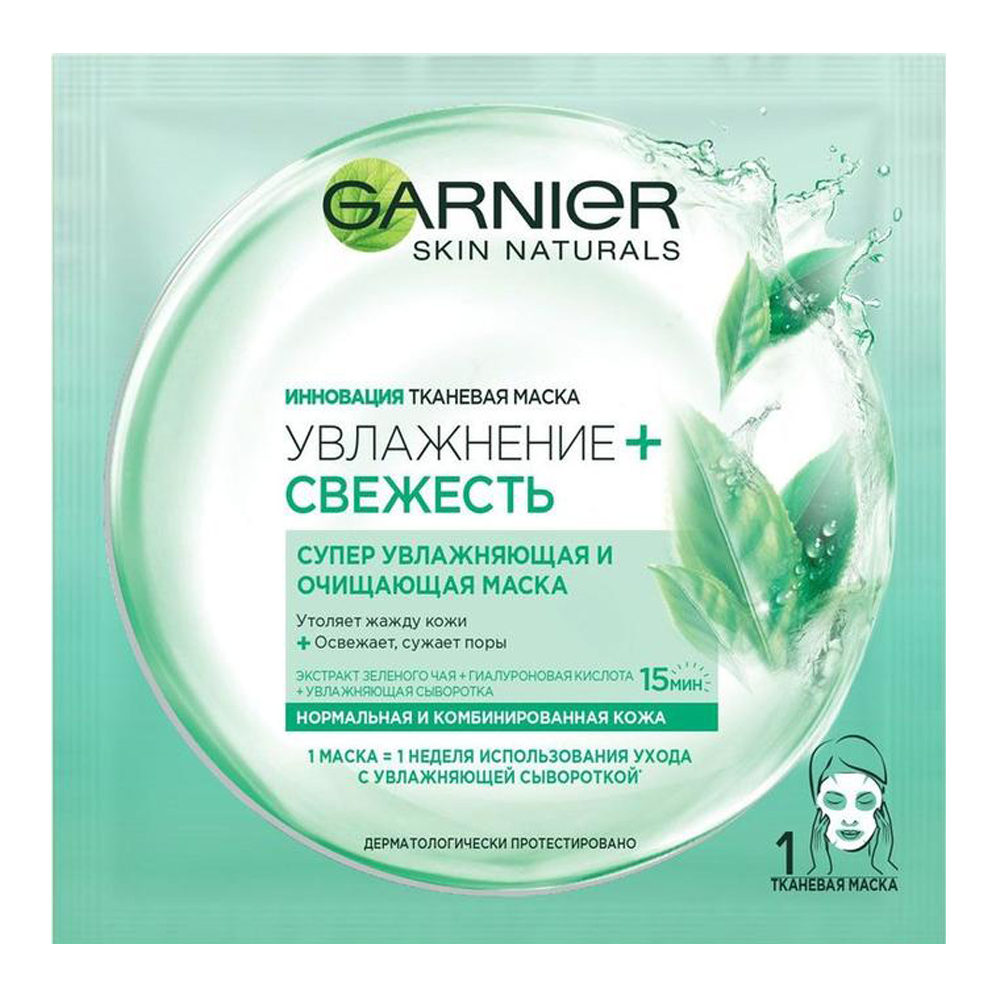 GARNIER
SKIN NATURALS
ИННОВАЦИЯ ТКАНЕВАЯ МАСКА
УВЛАЖНЕНИЕ +
СВЕЖЕСТЬ
СУПЕР УВЛАЖНЯЮЩАЯ И
ОЧИЩАЮЩАЯ МАСКА
Утоляет жажду кожи
+ Освежает, сужает поры
ЭКСТРАКТ ЗЕЛЕНОГО ЧАЯ + ГИАЛУРОНОВАЯ КИСЛОТА
+ УВЛАЖНЯЮЩАЯ СЫВОРОТКА
15 МИН
НОРМАЛЬНАЯ И КОМБИНИРОВАННАЯ КОЖА
1 МАСКА = 1 НЕДЕЛЯ ИСПОЛЬЗОВАНИЯ УХОДА
С УВЛАЖНЯЮЩЕЙ СЫВОРОТКОЙ*
ДЕРМАТОЛОГИЧЕСКИ ПРОТЕСТИРОВАНО
1
ТКАНЕВАЯ МАСКА